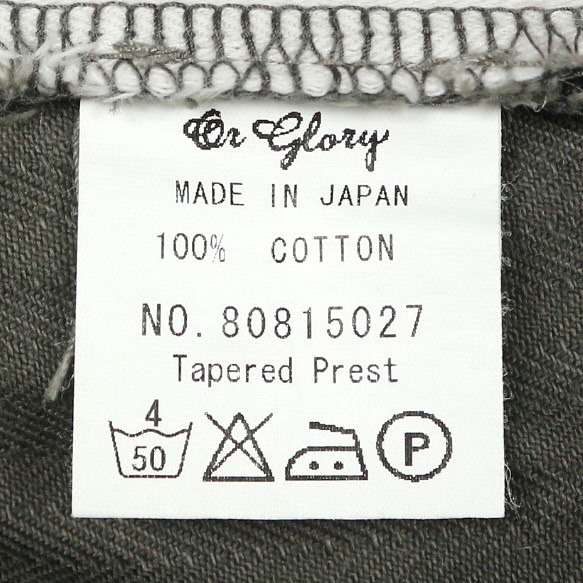 Or Glory
MADE IN JAPAN
100% COTTON
NO. 80815027
Tapered Prest
4
50
P